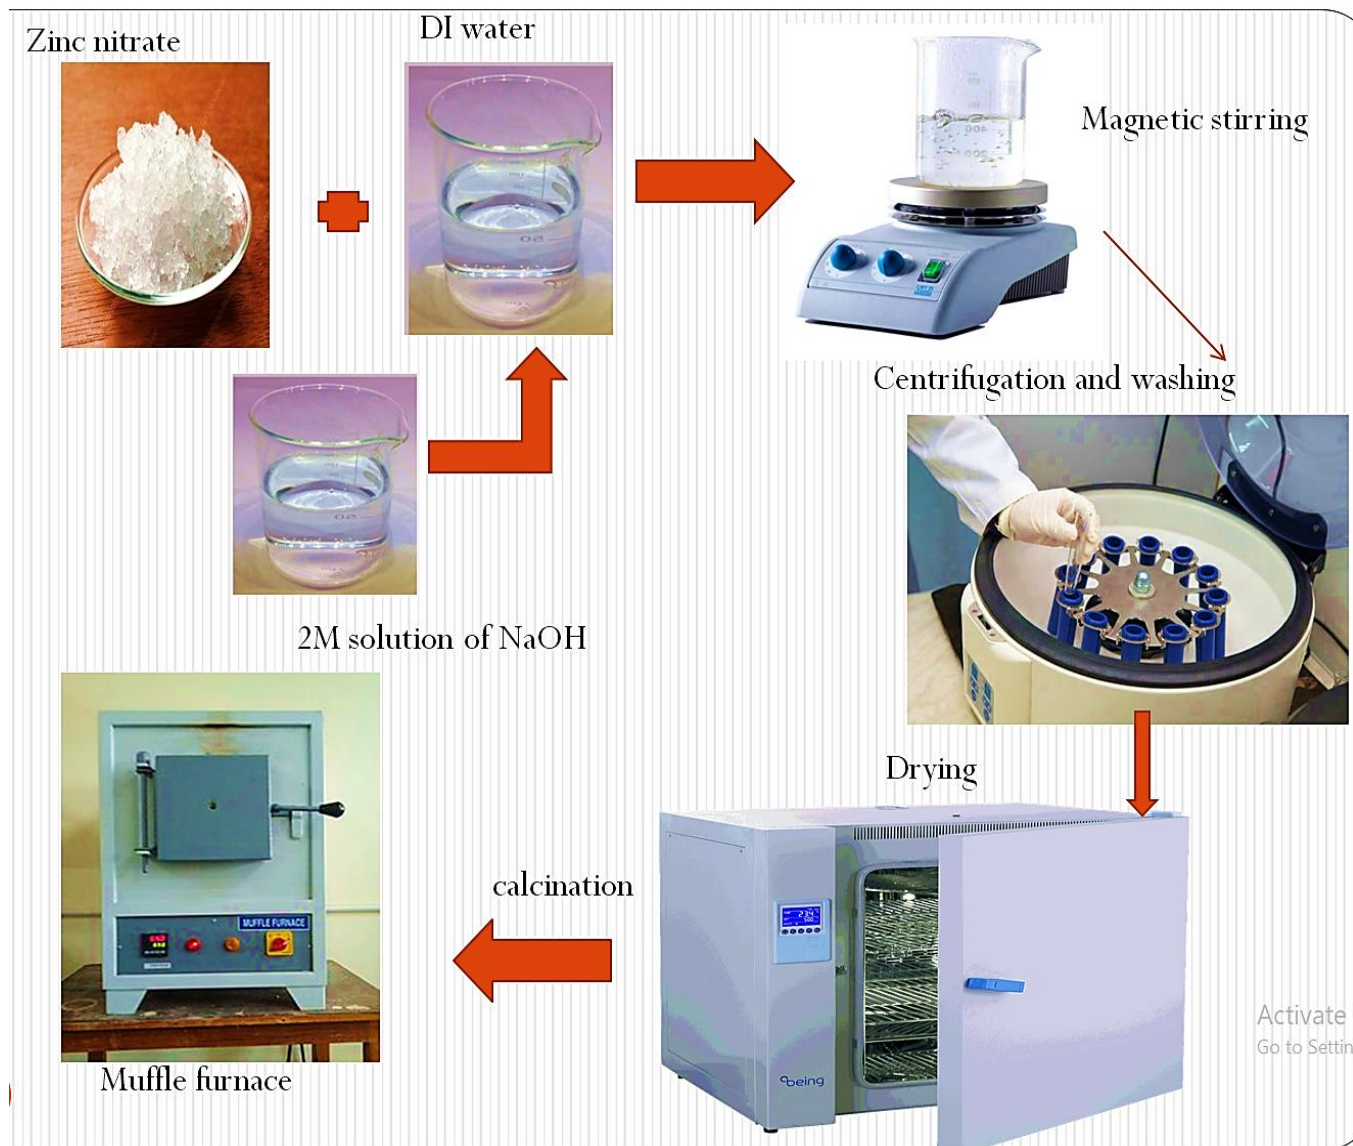 Zinc nitrate
DI water
Magnetic stirring
Centrifugation and washing
2M solution of NaOH
Drying
calcination
MUFFLE FURNACE
being
Muffle furnace
Activate
Go to Settin